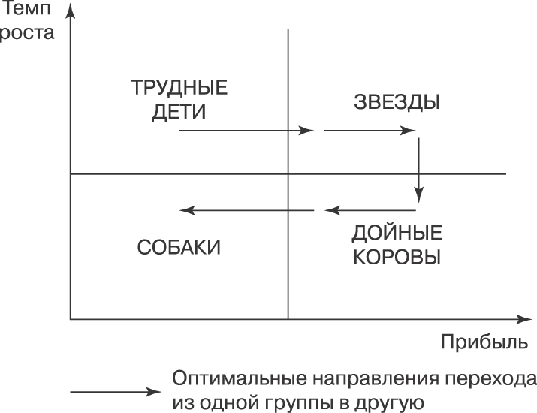 Темп
роста
ТРУДНЫЕ
ДЕТИ
ЗВЕЗДЫ
СОБАКИ
ДОЙНЫЕ
КОРОВЫ
Прибыль
Оптимальные направления перехода
из одной группы в другую